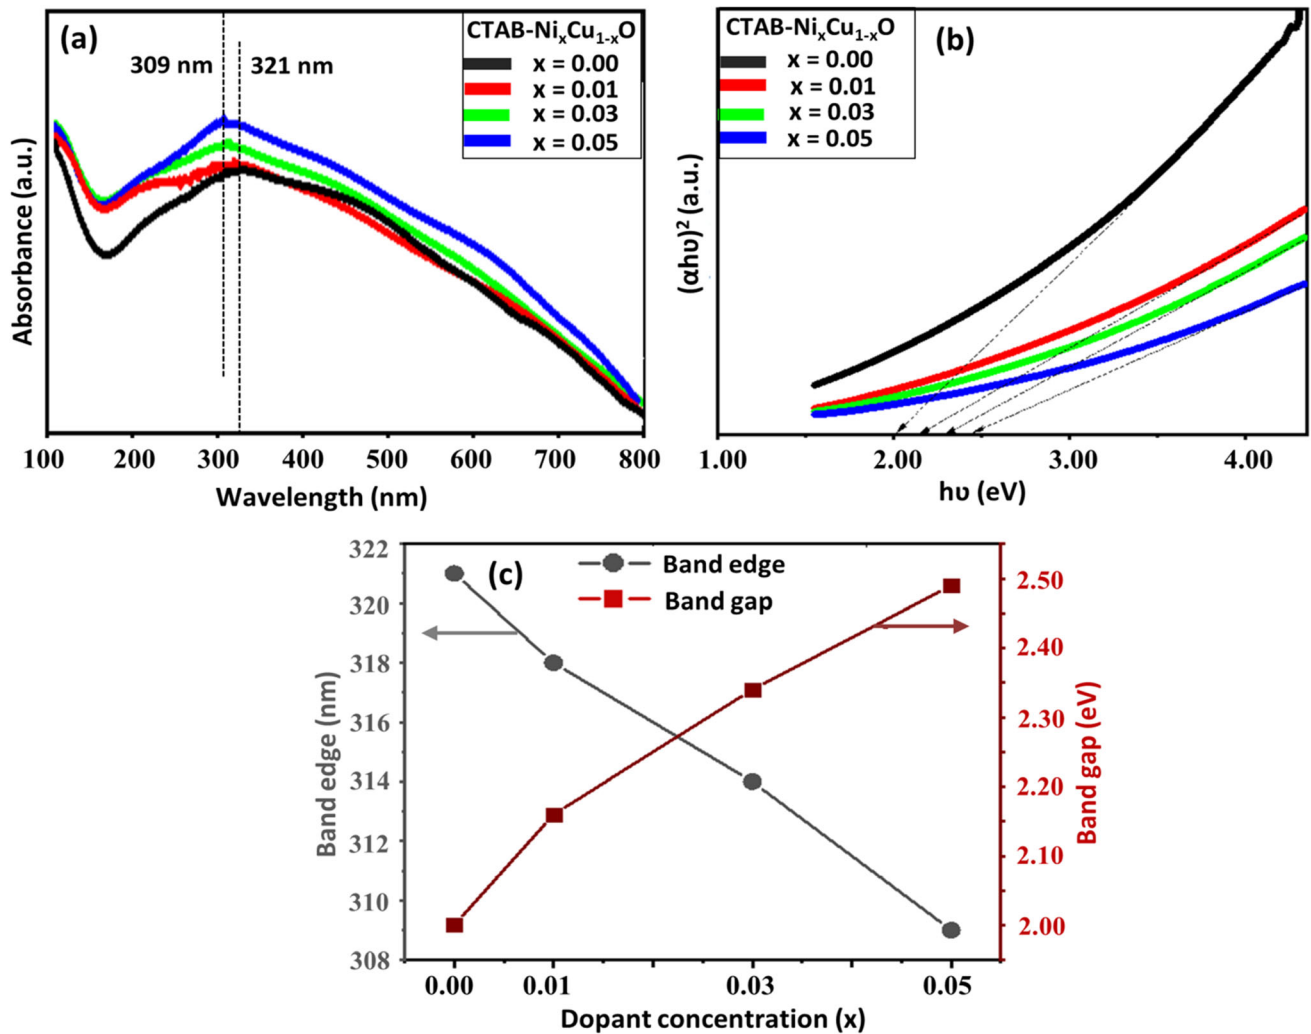 (a)
309 nm
321 nm
CTAB-NixCu1-xO
x = 0.00
x = 0.01
x = 0.03
x = 0.05
Absorbance (a.u.)
100 200 300 400 500 600 700 800
Wavelength (nm)
(b)
CTAB-NixCu1-xO
x = 0.00
x = 0.01
x = 0.03
x = 0.05
(αhυ)² (a.u.)
1.00 2.00 3.00 4.00
hυ (eV)
(c)
Band edge
Band gap
Band edge (nm)
322
320
318
316
314
312
310
308
2.50
2.40
2.30
2.20
2.10
2.00
Band gap (eV)
0.00 0.01 0.03 0.05
Dopant concentration (x)